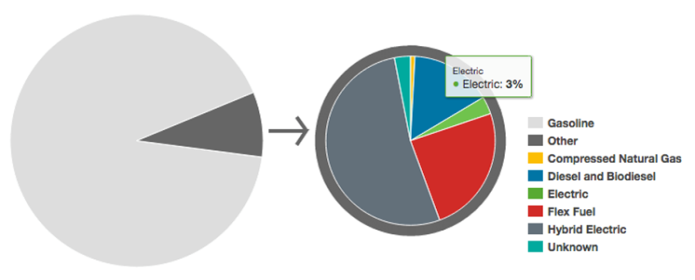 Electric
Electric: 3%
Gasoline
Other
Compressed Natural Gas
Diesel and Biodiesel
Electric
Flex Fuel
Hybrid Electric
Unknown